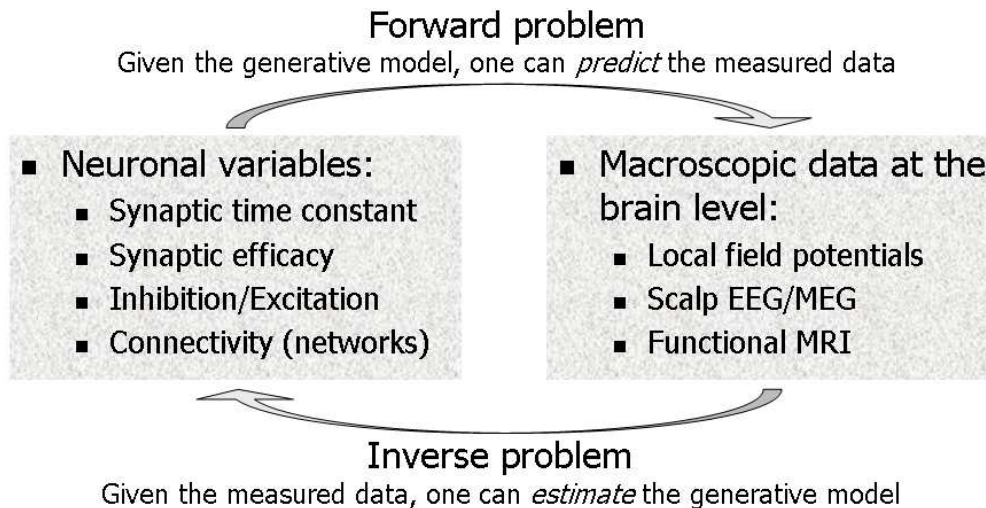 Forward problem
Given the generative model, one can predict the measured data
■ Neuronal variables:
■ Synaptic time constant
■ Synaptic efficacy
■ Inhibition/Excitation
■ Connectivity (networks)
■ Macroscopic data at the
brain level:
■ Local field potentials
■ Scalp EEG/MEG
■ Functional MRI
Inverse problem
Given the measured data, one can estimate the generative model